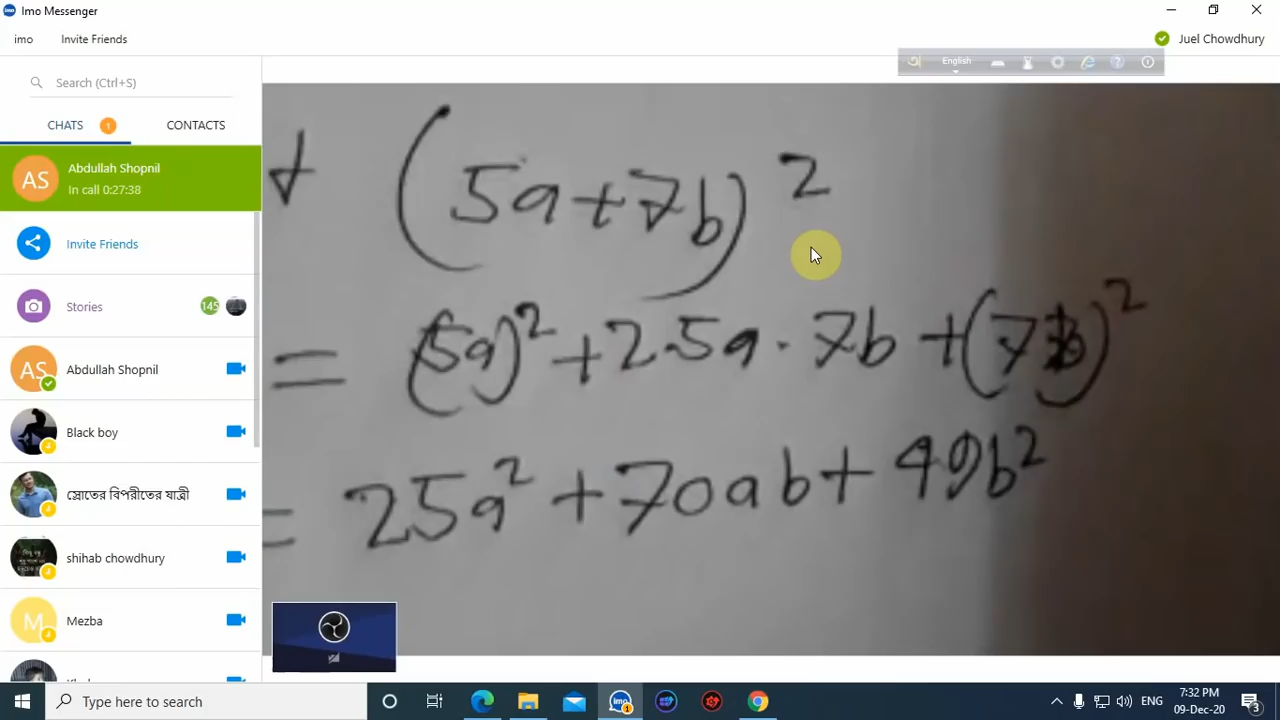 Imo Messenger
imo Invite Friends
Juel Chowdhury
Search (Ctrl+S)
English
CHATS 1 CONTACTS
AS Abdullah Shopnil
In call 0:27:38
Invite Friends
Stories 145
AS Abdullah Shopnil
Black boy
স্রোতের বিপরীতের যাত্রী
shihab chowdhury
M Mezba
(5a+7b)²
= (5a)²+2 5a·7b+(7b)²
= 25a²+70ab+49b²
Type here to search
imo 1
ENG
7:32 PM
09-Dec-20
3